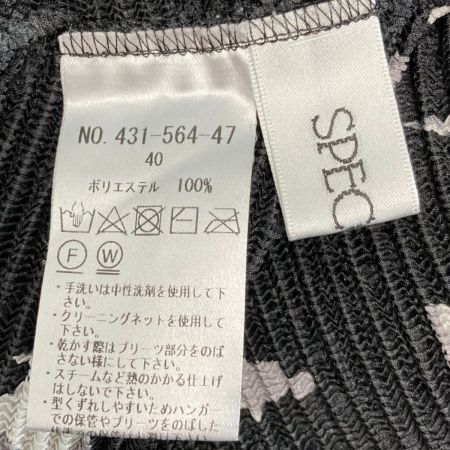 NO. 431-564-47
40
ポリエステル 100%
F W
・手洗いは中性洗剤を使用して下
さい。
・クリーニングネットを使用して下
さい。
・乾かす際はプリーツ部分をのば
さない様にして下さい。
・スチームなど熱のかかる仕上げ
はしないで下さい。
・型くずれしやすいためハンガー
での保管やプリーツをのばした
SPEC